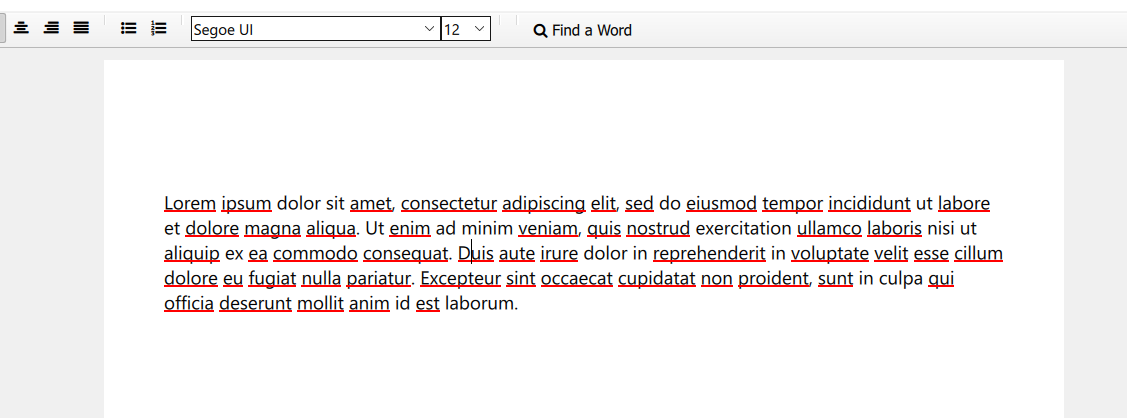 Segoe UI 12 Find a Word
Lorem ipsum dolor sit amet, consectetur adipiscing elit, sed do eiusmod tempor incididunt ut labore
et dolore magna aliqua. Ut enim ad minim veniam, quis nostrud exercitation ullamco laboris nisi ut
aliquip ex ea commodo consequat. Duis aute irure dolor in reprehenderit in voluptate velit esse cillum
dolore eu fugiat nulla pariatur. Excepteur sint occaecat cupidatat non proident, sunt in culpa qui
officia deserunt mollit anim id est laborum.